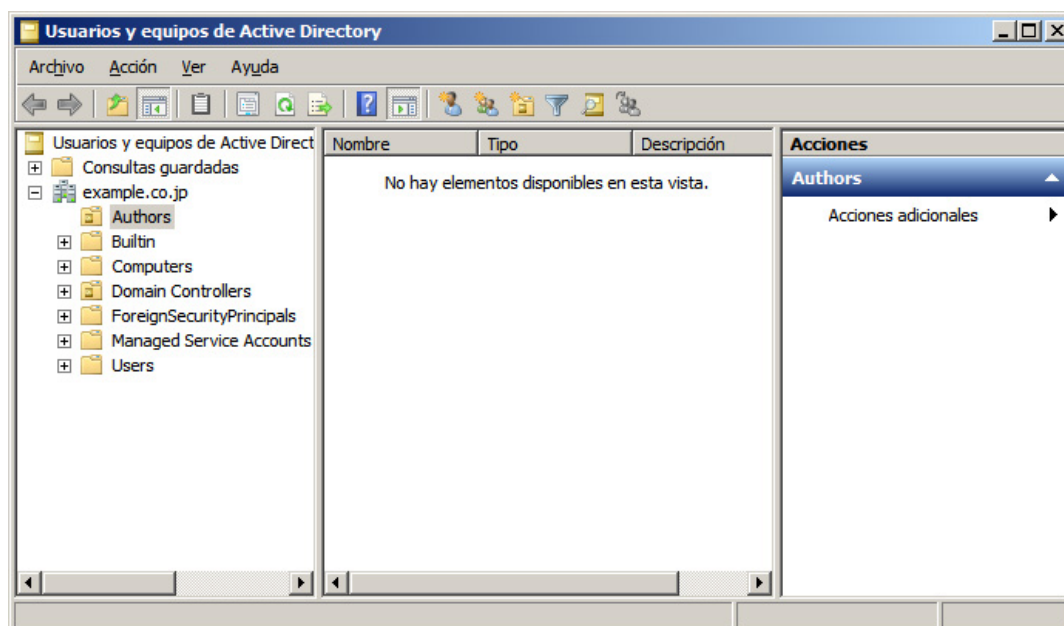 Usuarios y equipos de Active Directory
Archivo Acción Ver Ayuda
Usuarios y equipos de Active Direct
Consultas guardadas
example.co.jp
Authors
Builtin
Computers
Domain Controllers
ForeignSecurityPrincipals
Managed Service Accounts
Users
Nombre Tipo Descripción
No hay elementos disponibles en esta vista.
Acciones
Authors
Acciones adicionales